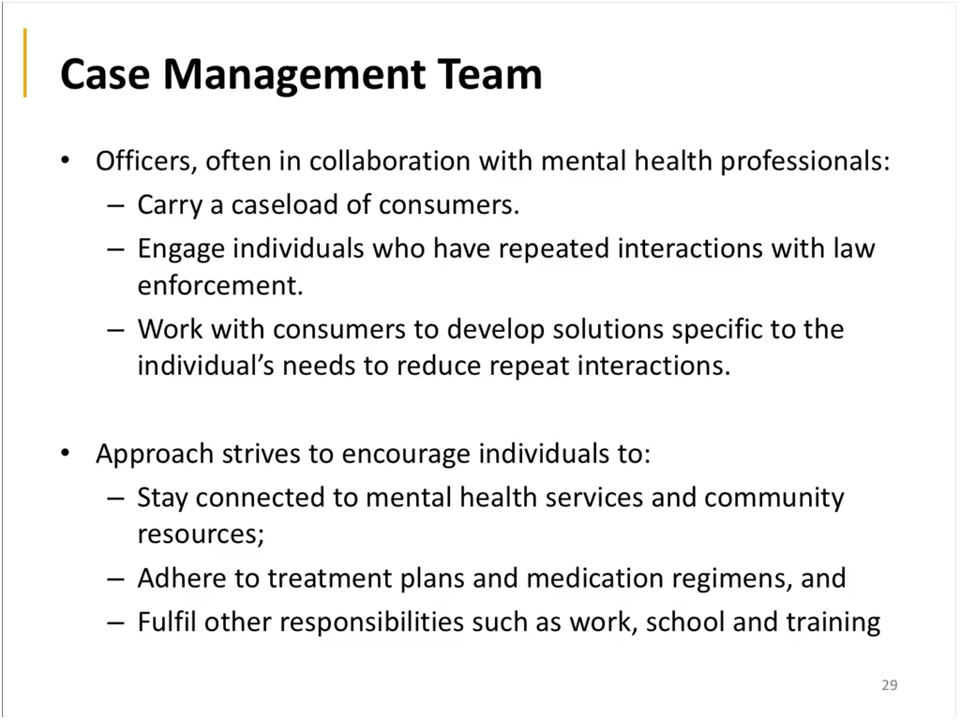 Case Management Team
• Officers, often in collaboration with mental health professionals:
– Carry a caseload of consumers.
– Engage individuals who have repeated interactions with law
enforcement.
– Work with consumers to develop solutions specific to the
individual’s needs to reduce repeat interactions.
• Approach strives to encourage individuals to:
– Stay connected to mental health services and community
resources;
– Adhere to treatment plans and medication regimens, and
– Fulfil other responsibilities such as work, school and training
29